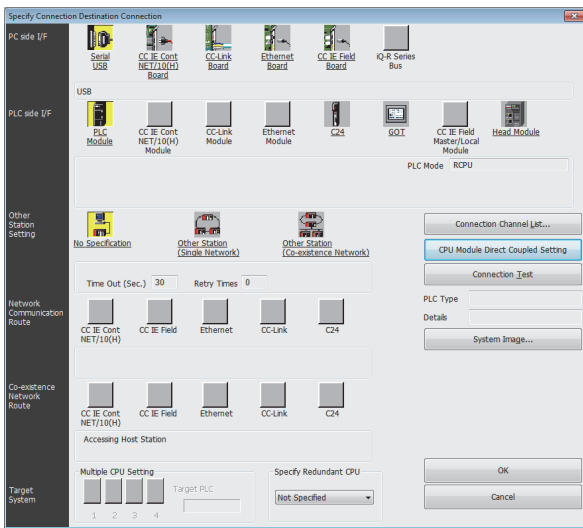 Specify Connection Destination Connection
PC side I/F
Serial
USB
CC IE Cont
NET/10(H)
Board
CC-Link
Board
Ethernet
Board
CC IE Field
Board
iQ-R Series
Bus
USB
PLC side I/F
PLC
Module
CC IE Cont
NET/10(H)
Module
CC-Link
Module
Ethernet
Module
C24
GOT
CC IE Field
Master/Local
Module
Head Module
PLC Mode RCPU
Other
Station
Setting
No Specification
Other Station
(Single Network)
Other Station
(Co-existence Network)
Time Out (Sec.) 30 Retry Times 0
Connection Channel List...
CPU Module Direct Coupled Setting
Connection Test
PLC Type
Details
System Image...
Network
Communication
Route
CC IE Cont
NET/10(H)
CC IE Field
Ethernet
CC-Link
C24
Co-existence
Network
Route
CC IE Cont
NET/10(H)
CC IE Field
Ethernet
CC-Link
C24
Accessing Host Station
Target
System
Multiple CPU Setting
Target PLC
1 2 3 4
Specify Redundant CPU
Not Specified
OK
Cancel